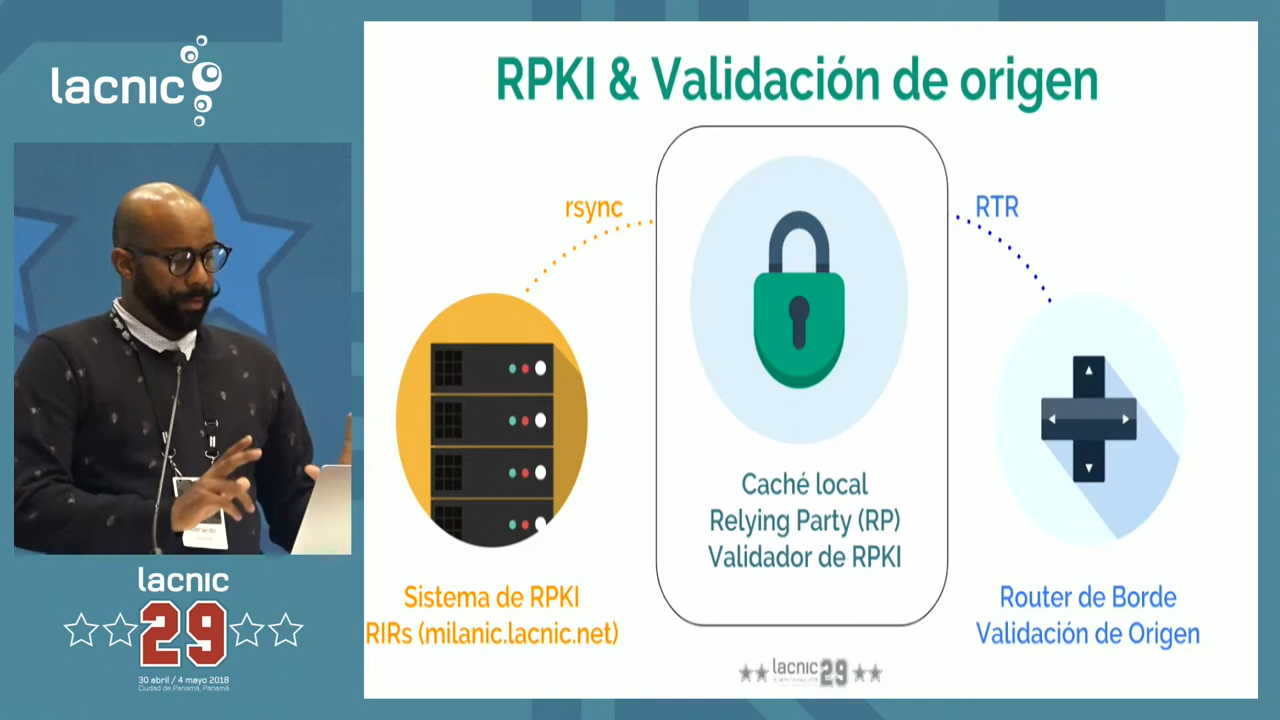 lacnic
RPKI & Validación de origen
rsync
RTR
Caché local
Relying Party (RP)
Validador de RPKI
Sistema de RPKI
RIRs (milanic.lacnic.net)
Router de Borde
Validación de Origen
lacnic
29
30 abril / 4 mayo 2018
Ciudad de Panamá, Panamá
lacnic
29